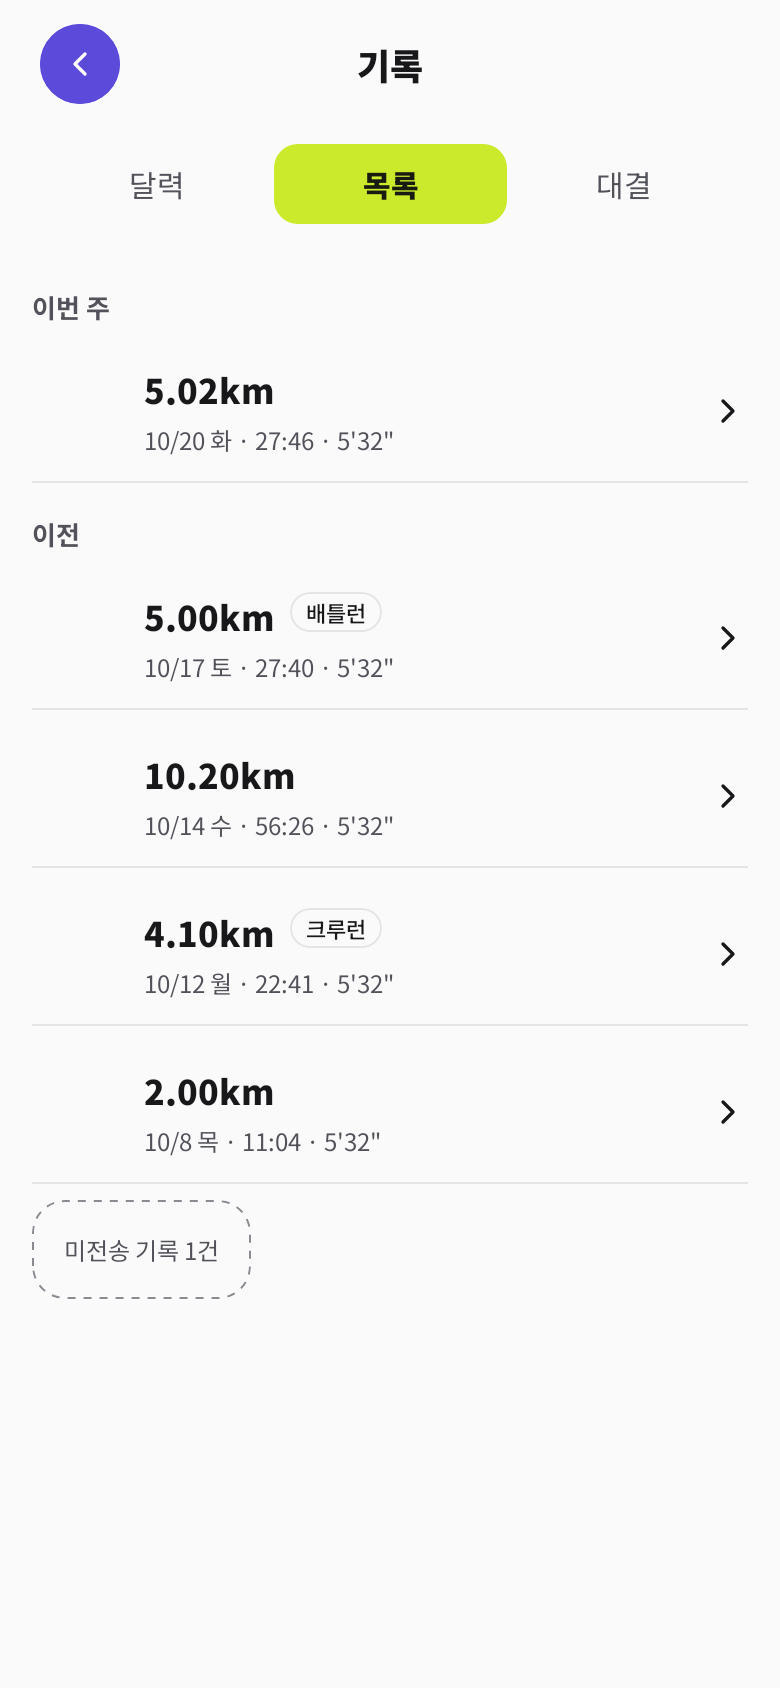 기록
달력
목록
대결
이번 주
5.02km
10/20 화 · 27:46 · 5'32"
이전
5.00km 배틀런
10/17 토 · 27:40 · 5'32"
10.20km
10/14 수 · 56:26 · 5'32"
4.10km 크루런
10/12 월 · 22:41 · 5'32"
2.00km
10/8 목 · 11:04 · 5'32"
미전송 기록 1건